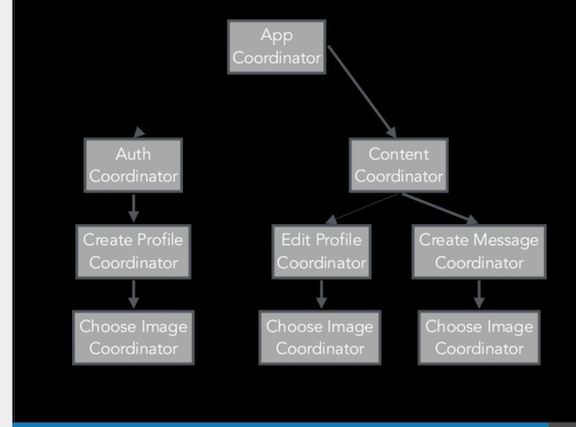 App
Coordinator
Auth
Coordinator
Content
Coordinator
Create Profile
Coordinator
Edit Profile
Coordinator
Create Message
Coordinator
Choose Image
Coordinator
Choose Image
Coordinator
Choose Image
Coordinator